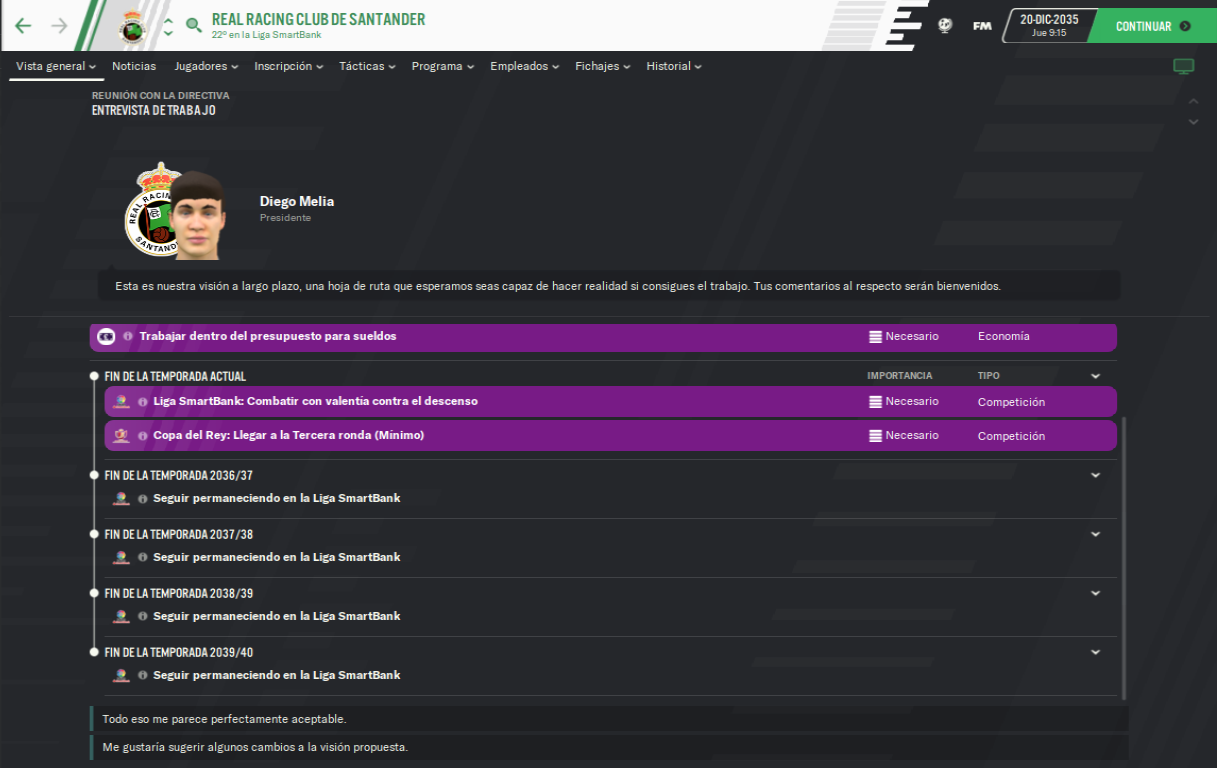 REAL RACING CLUB DE SANTANDER
22º en la Liga SmartBank
FM
20-DIC-2035
Jue 9:15
CONTINUAR
Vista general Noticias Jugadores Inscripción Tácticas Programa Empleados Fichajes Historial
REUNIÓN CON LA DIRECTIVA
ENTREVISTA DE TRABAJO
REAL RACIN
SANTAND
Diego Melia
Presidente
Esta es nuestra visión a largo plazo, una hoja de ruta que esperamos seas capaz de hacer realidad si consigues el trabajo. Tus comentarios al respecto serán bienvenidos.
Trabajar dentro del presupuesto para sueldos Necesario Economía
FIN DE LA TEMPORADA ACTUAL IMPORTANCIA TIPO
Liga SmartBank: Combatir con valentía contra el descenso Necesario Competición
Copa del Rey: Llegar a la Tercera ronda (Mínimo) Necesario Competición
FIN DE LA TEMPORADA 2036/37
Seguir permaneciendo en la Liga SmartBank
FIN DE LA TEMPORADA 2037/38
Seguir permaneciendo en la Liga SmartBank
FIN DE LA TEMPORADA 2038/39
Seguir permaneciendo en la Liga SmartBank
FIN DE LA TEMPORADA 2039/40
Seguir permaneciendo en la Liga SmartBank
Todo eso me parece perfectamente aceptable.
Me gustaría sugerir algunos cambios a la visión propuesta.